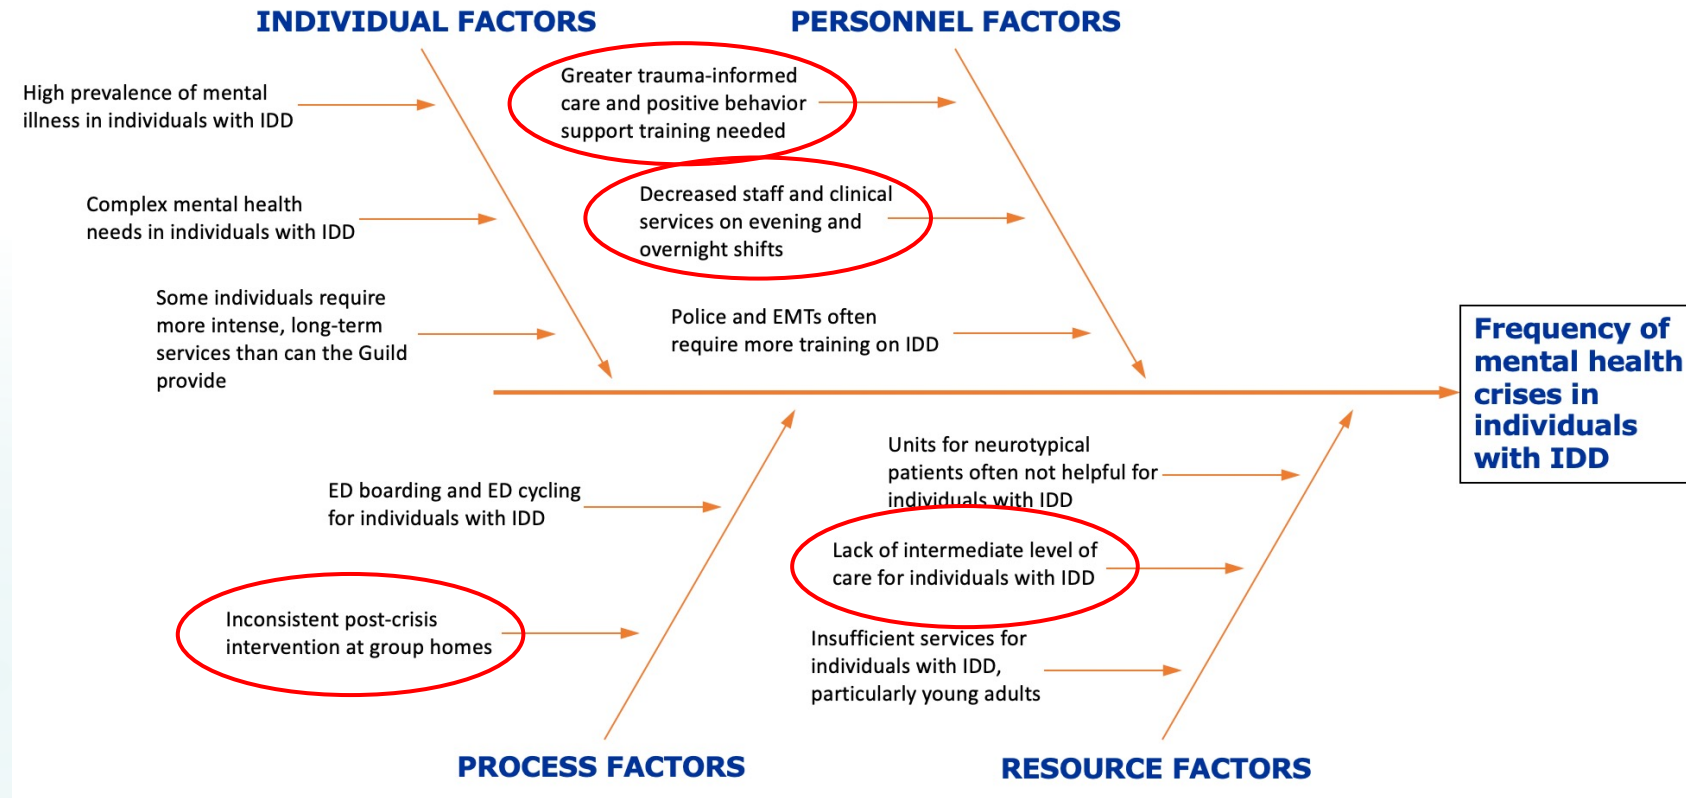 INDIVIDUAL FACTORS
High prevalence of mental
illness in individuals with IDD
Complex mental health
needs in individuals with IDD
Some individuals require
more intense, long-term
services than can the Guild
provide
PERSONNEL FACTORS
Greater trauma-informed
care and positive behavior
support training needed
Decreased staff and clinical
services on evening and
overnight shifts
Police and EMTs often
require more training on IDD
Frequency of
mental health
crises in
individuals
with IDD
ED boarding and ED cycling
for individuals with IDD
Inconsistent post-crisis
intervention at group homes
PROCESS FACTORS
Units for neurotypical
patients often not helpful for
individuals with IDD
Lack of intermediate level of
care for individuals with IDD
Insufficient services for
individuals with IDD,
particularly young adults
RESOURCE FACTORS